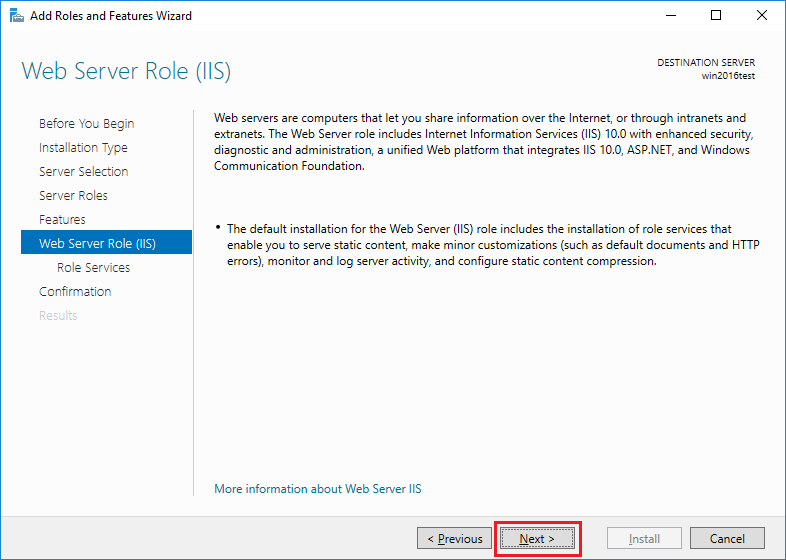 Add Roles and Features Wizard
Web Server Role (IIS)
DESTINATION SERVER
win2016test
Before You Begin
Installation Type
Server Selection
Server Roles
Features
Web Server Role (IIS)
Role Services
Confirmation
Results
Web servers are computers that let you share information over the Internet, or through intranets and
extranets. The Web Server role includes Internet Information Services (IIS) 10.0 with enhanced security,
diagnostic and administration, a unified Web platform that integrates IIS 10.0, ASP.NET, and Windows
Communication Foundation.
• The default installation for the Web Server (IIS) role includes the installation of role services that
enable you to serve static content, make minor customizations (such as default documents and HTTP
errors), monitor and log server activity, and configure static content compression.
More information about Web Server IIS
< Previous
Next >
Install
Cancel